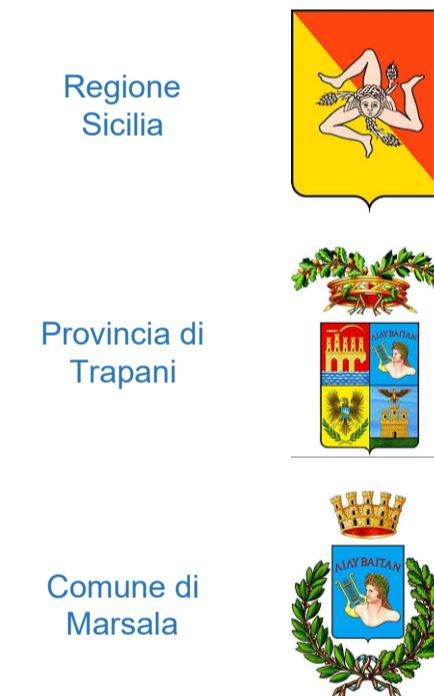 Regione
Sicilia
ΛΙΛΥΒΑΙΤΑΝ
Provincia di
Trapani
ΛΙΛΥΒΑΙΤΑΝ
Comune di
Marsala